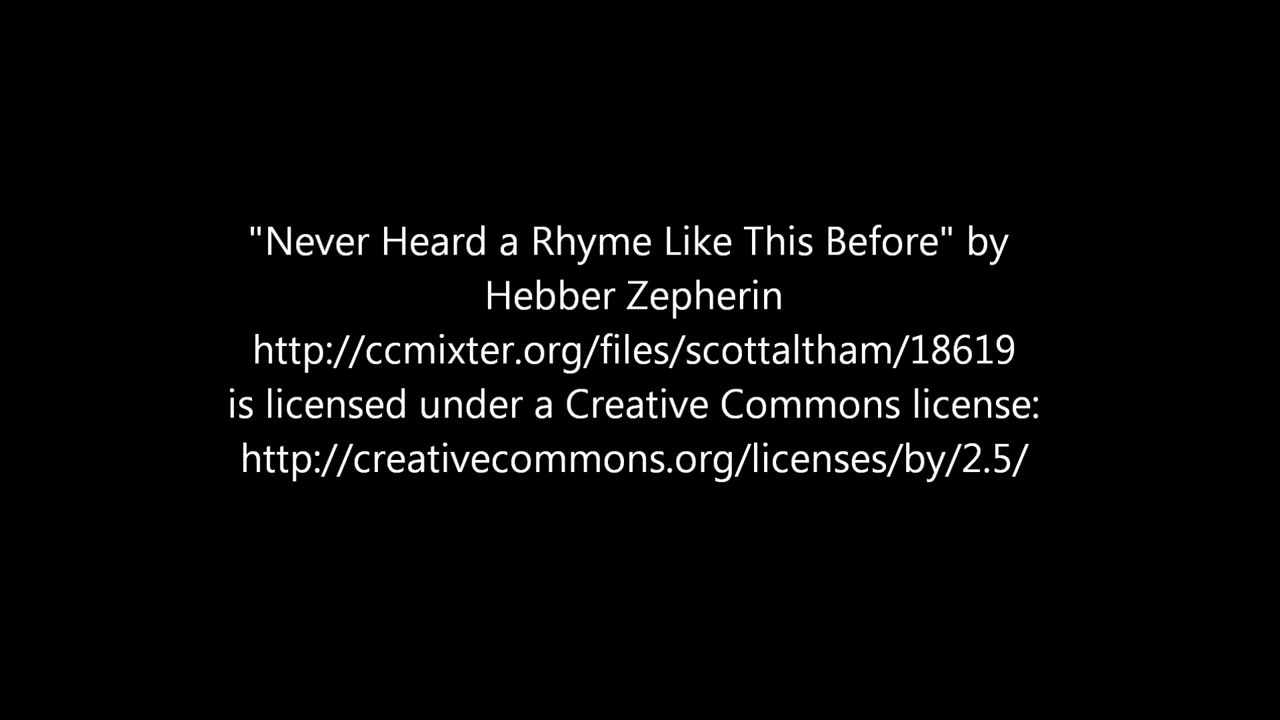 "Never Heard a Rhyme Like This Before" by
Hebber Zepherin
http://ccmixter.org/files/scottaltham/18619
is licensed under a Creative Commons license:
http://creativecommons.org/licenses/by/2.5/